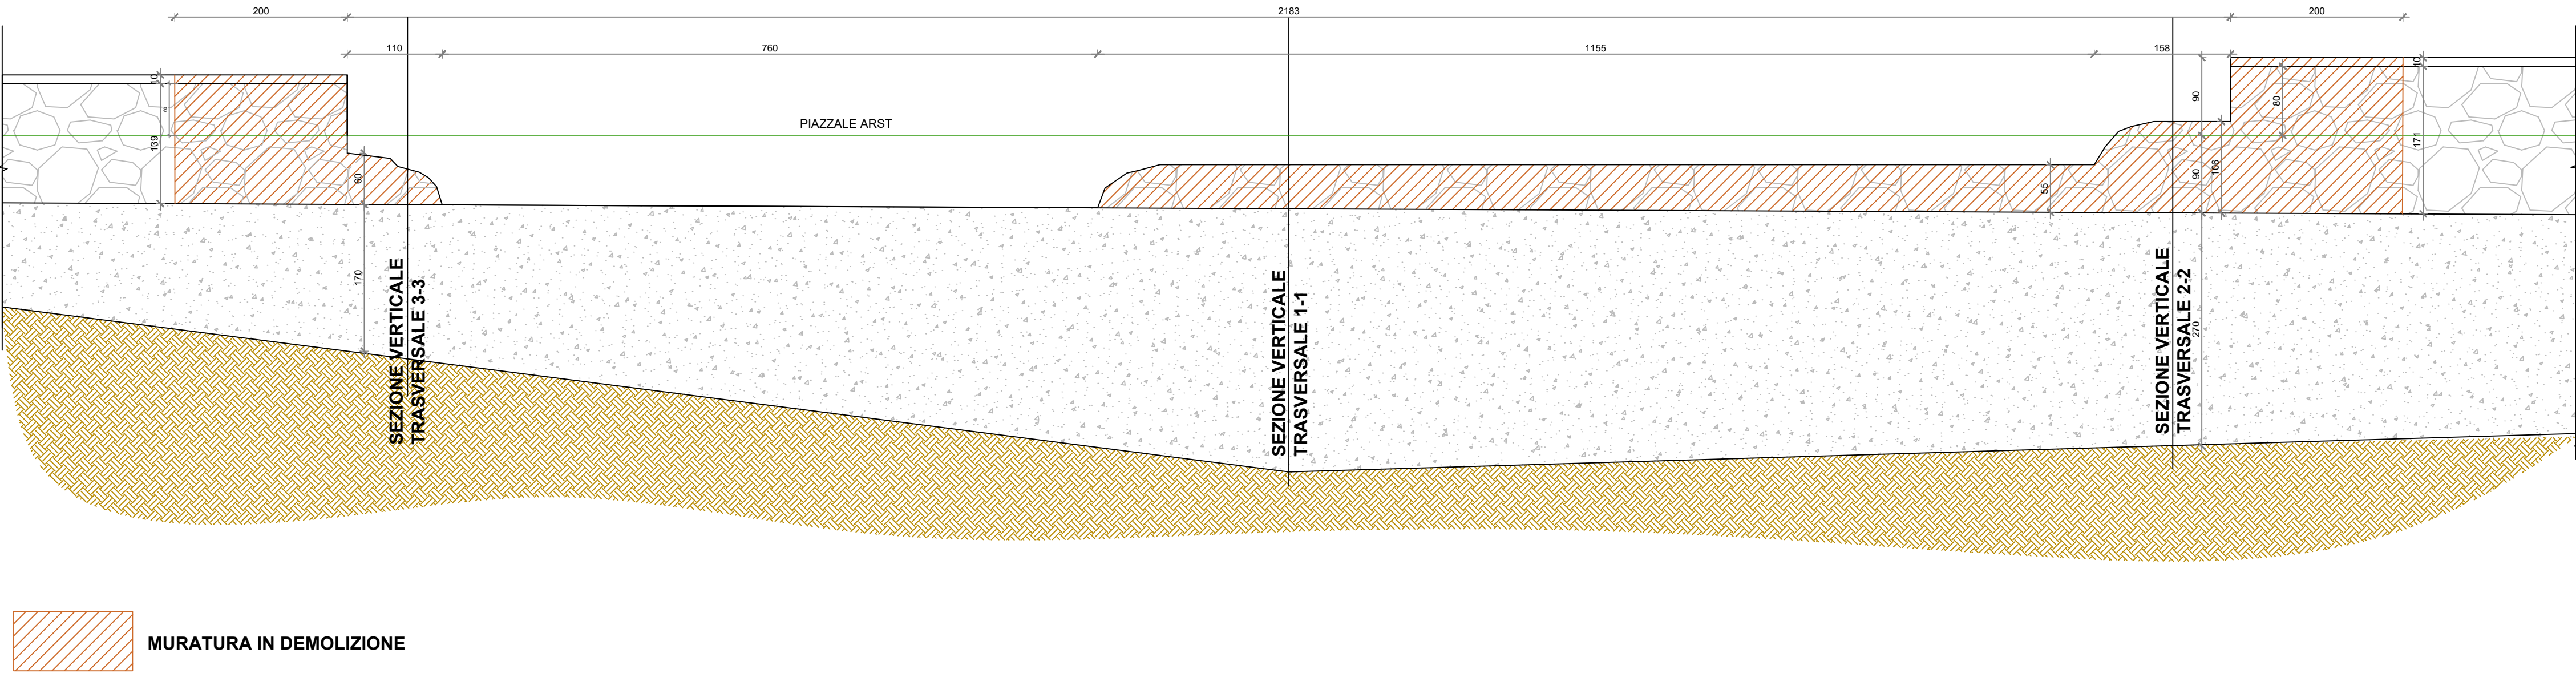 200
2183
200
110
760
1155
158
10
10
90
80
80
PIAZZALE ARST
139
171
60
55
90
106
170
270
SEZIONE VERTICALE
TRASVERSALE 3-3
SEZIONE VERTICALE
TRASVERSALE 1-1
SEZIONE VERTICALE
TRASVERSALE 2-2
MURATURA IN DEMOLIZIONE